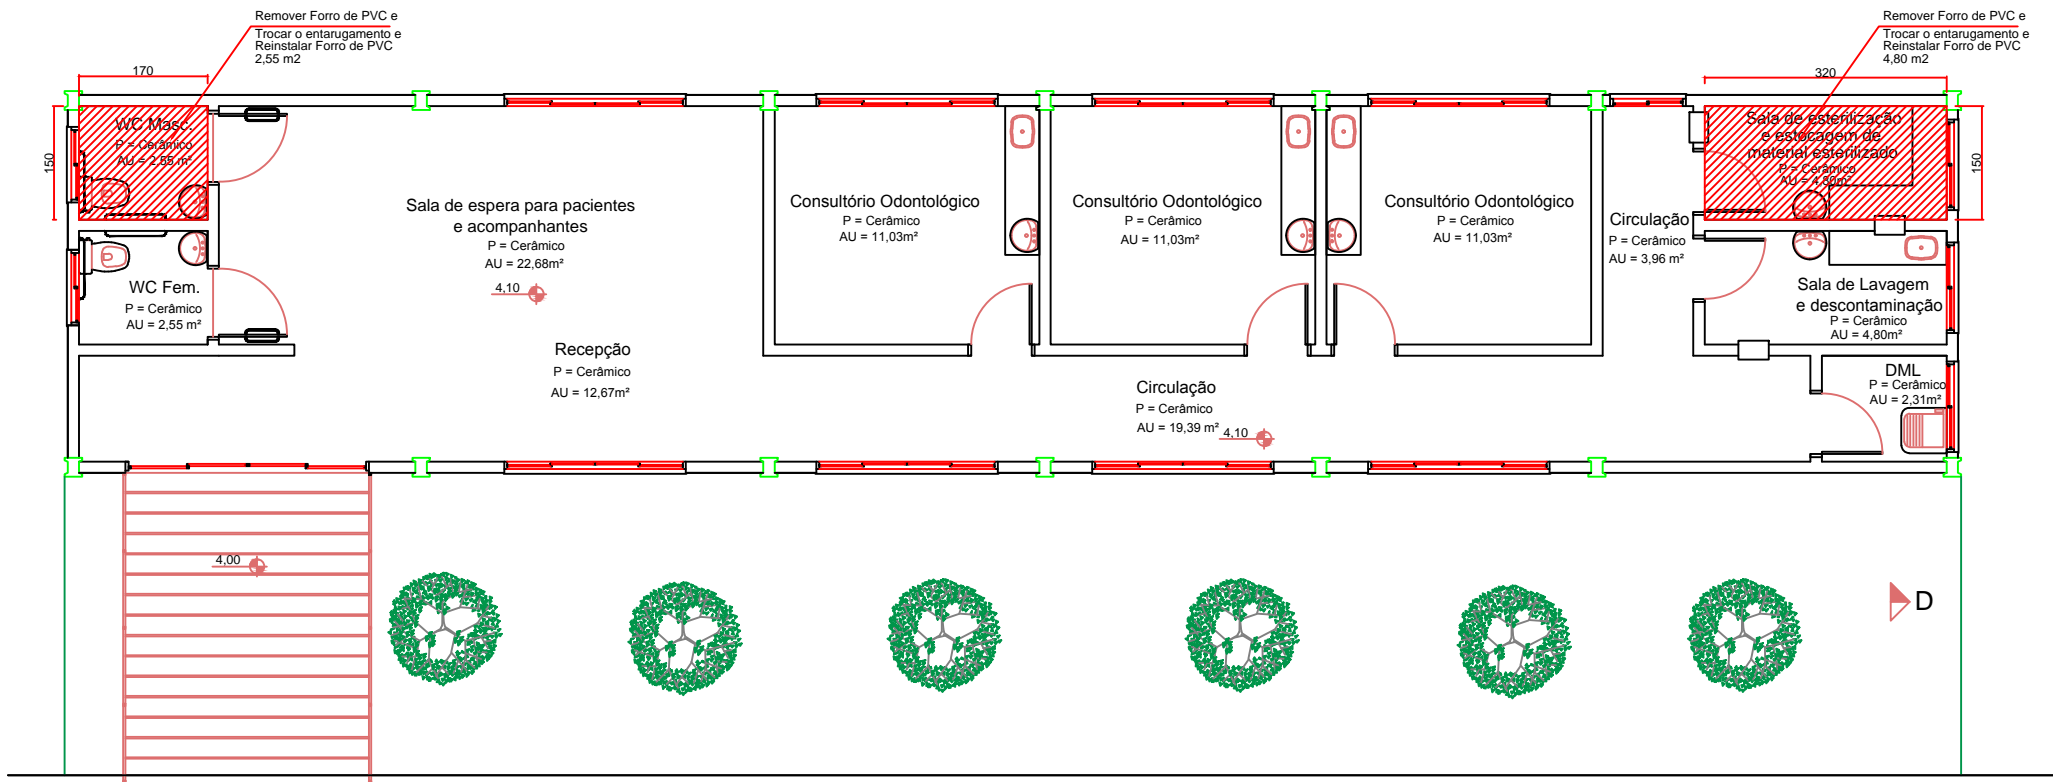 Remover Forro de PVC e
Trocar o entarugamento e
Reinstalar Forro de PVC
2,55 m2
Remover Forro de PVC e
Trocar o entarugamento e
Reinstalar Forro de PVC
4,80 m2
170
320
150
150
WC Masc.
P = Cerâmico
AU = 2,55 m²
WC Fem.
P = Cerâmico
AU = 2,55 m²
Sala de espera para pacientes
e acompanhantes
P = Cerâmico
AU = 22,68m²
4,10
Recepção
P = Cerâmico
AU = 12,67m²
Consultório Odontológico
P = Cerâmico
AU = 11,03m²
Consultório Odontológico
P = Cerâmico
AU = 11,03m²
Consultório Odontológico
P = Cerâmico
AU = 11,03m²
Circulação
P = Cerâmico
AU = 3,96 m²
Sala de esterilização
e estocagem de
material esterilizado
P = Cerâmico
AU = 4,80m²
Sala de Lavagem
e descontaminação
P = Cerâmico
AU = 4,80m²
DML
P = Cerâmico
AU = 2,31m²
Circulação
P = Cerâmico
AU = 19,39 m²
4,10
4,00
D